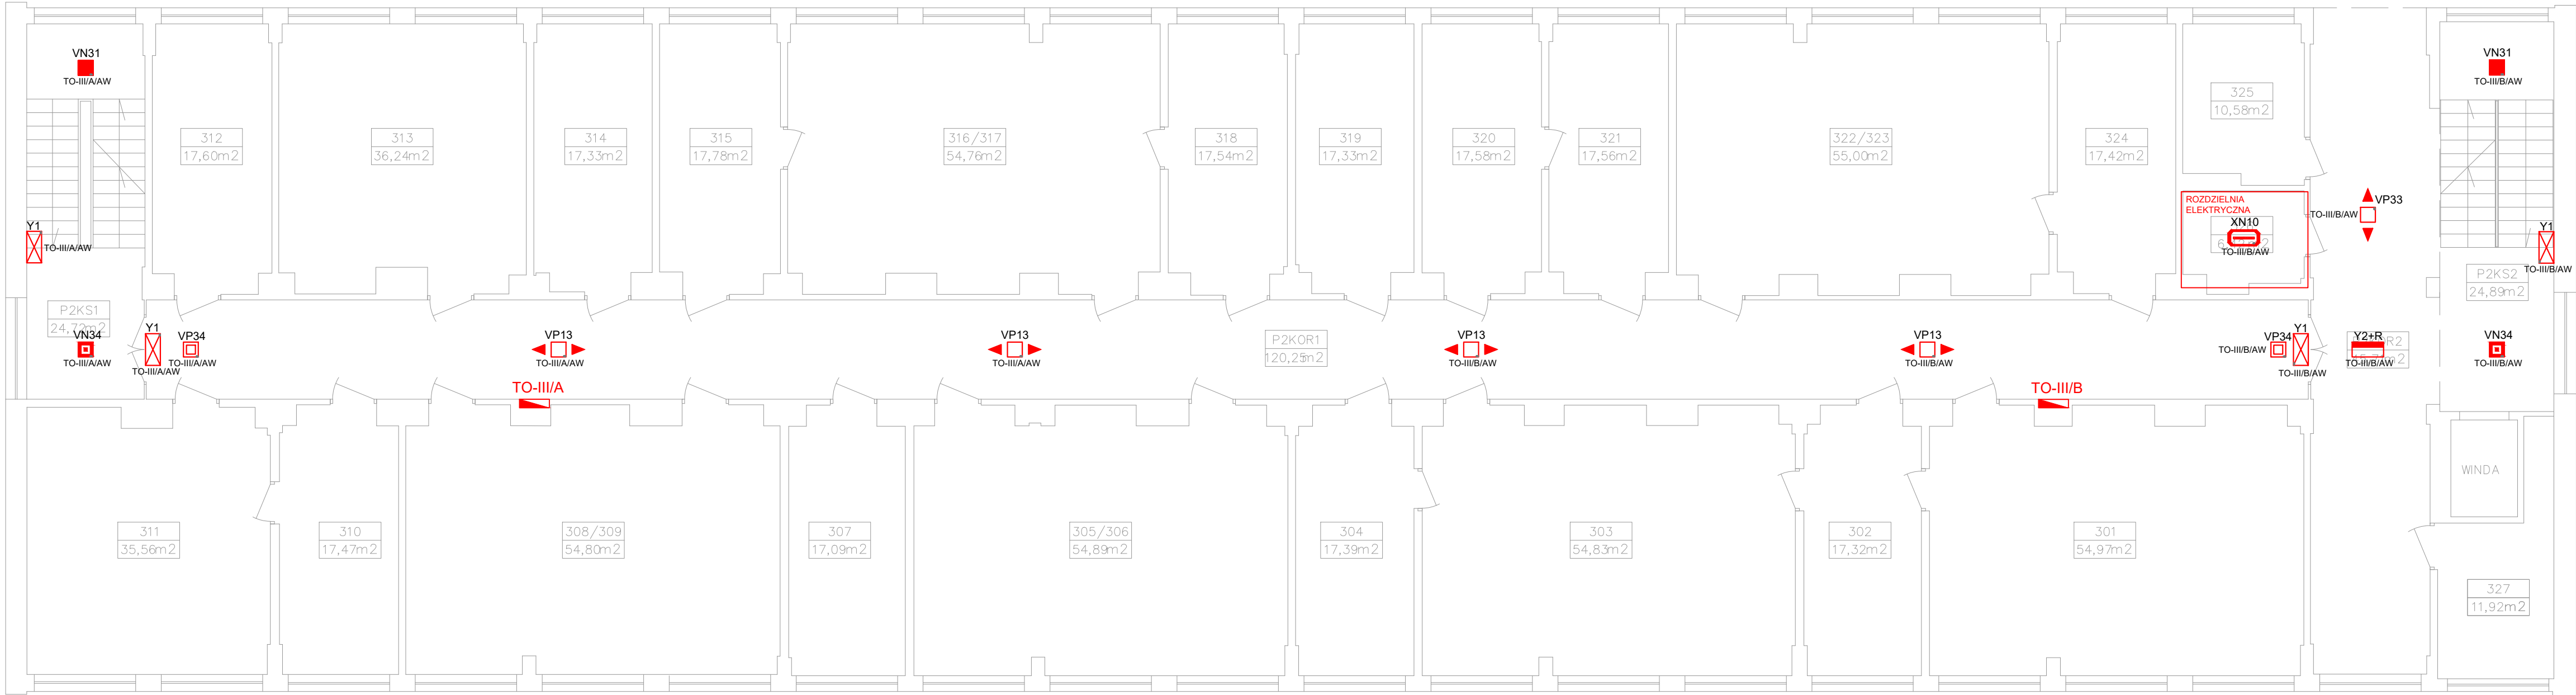 VN31
TO-III/A/AW
312
17,60m2
313
36,24m2
314
17,33m2
315
17,78m2
316/317
54,76m2
318
17,54m2
319
17,33m2
320
17,58m2
321
17,56m2
322/323
55,00m2
324
17,42m2
325
10,58m2
VN31
TO-III/B/AW
ROZDZIELNIA
ELEKTRYCZNA
XN10
TO-III/B/AW
VP33
TO-III/B/AW
Y1
TO-III/A/AW
Y1
TO-III/B/AW
P2KS1
24,72m2
VN34
TO-III/A/AW
Y1
TO-III/A/AW
VP34
TO-III/A/AW
VP13
TO-III/A/AW
VP13
TO-III/A/AW
P2KOR1
120,25m2
VP13
TO-III/B/AW
VP13
TO-III/B/AW
VP34
TO-III/B/AW
Y1
TO-III/B/AW
Y2+R
TO-III/B/AW
P2KS2
24,89m2
VN34
TO-III/B/AW
TO-III/A
TO-III/B
WINDA
311
35,56m2
310
17,47m2
308/309
54,80m2
307
17,09m2
305/306
54,89m2
304
17,39m2
303
54,83m2
302
17,32m2
301
54,97m2
327
11,92m2